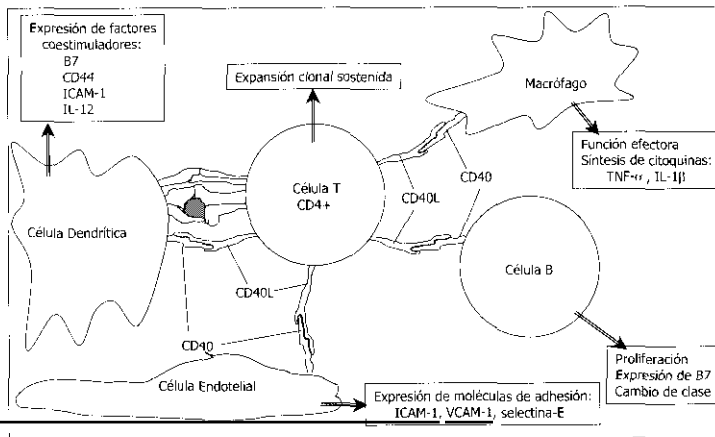 Expresión de factores
coestimuladores:
B7
CD44
ICAM-1
IL-12
Expansión clonal sostenida
Macrófago
Función efectora
Síntesis de citoquinas:
TNF-α, IL-1β
Célula T
CD4+
CD40L
CD40
Célula Dendrítica
Célula B
CD40L
CD40
Célula Endotelial
Proliferación
Expresión de B7
Cambio de clase
Expresión de moléculas de adhesión:
ICAM-1, VCAM-1, selectina-E